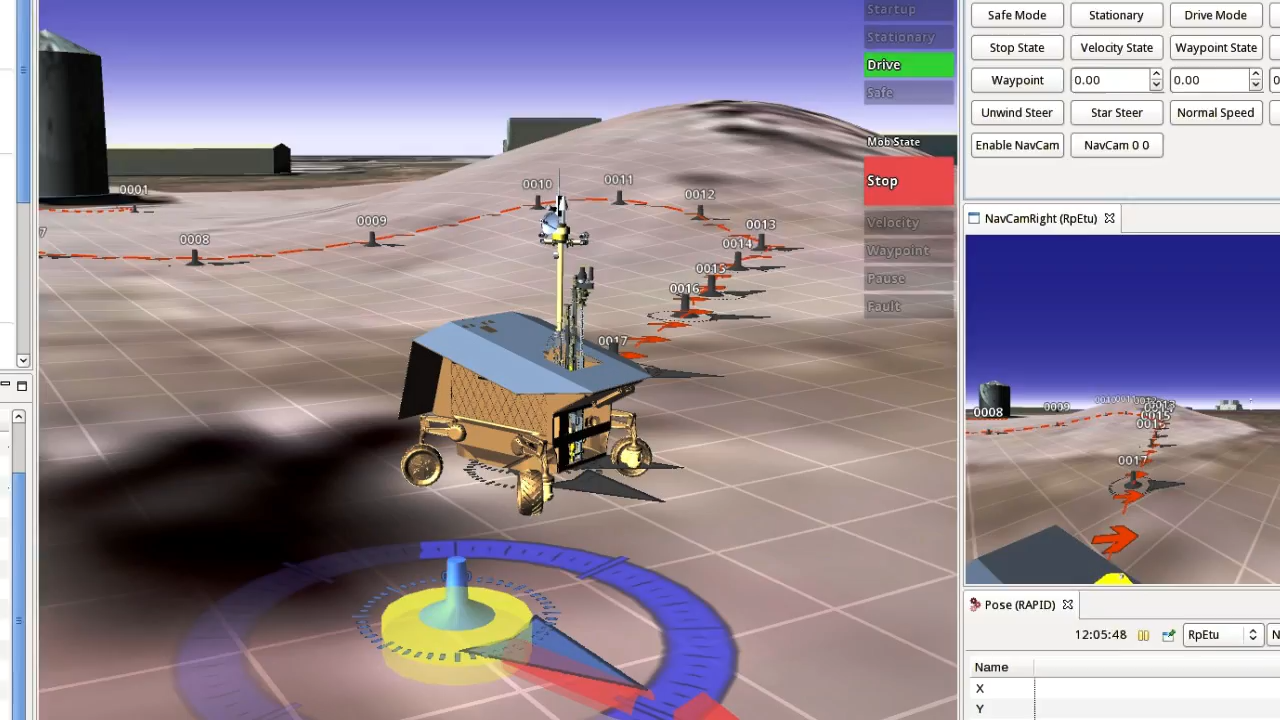 Startup
Stationary
Drive
Safe
Mob State
Stop
Velocity
Waypoint
Pause
Fault
0001
0010
0011
0012
0009
0013
0008
0014
7
0015
0016
0017
Safe Mode
Stationary
Drive Mode
Stop State
Velocity State
Waypoint State
Waypoint
0.00
0.00
0
Unwind Steer
Star Steer
Normal Speed
Enable NavCam
NavCam 0 0
NavCamRight (RpEtu)
0008
0009
0015
0017
Pose (RAPID)
12:05:48
RpEtu
N
Name
X
Y